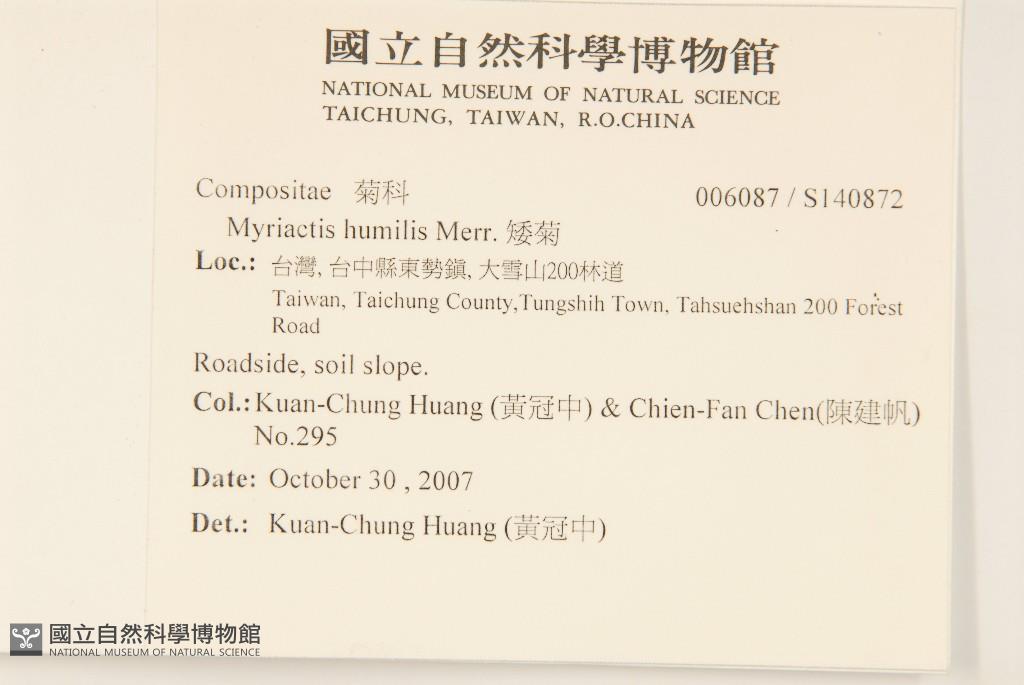 國立自然科學博物館
NATIONAL MUSEUM OF NATURAL SCIENCE
TAICHUNG, TAIWAN, R.O.CHINA
Compositae 菊科 006087 / S140872
Myriactis humilis Merr. 矮菊
Loc.: 台灣, 台中縣東勢鎮, 大雪山200林道
Taiwan, Taichung County,Tungshih Town, Tahsuehshan 200 Forest
Road
Roadside, soil slope.
Col.: Kuan-Chung Huang (黃冠中) & Chien-Fan Chen(陳建帆)
No.295
Date: October 30 , 2007
Det.: Kuan-Chung Huang (黃冠中)
國立自然科學博物館
NATIONAL MUSEUM OF NATURAL SCIENCE